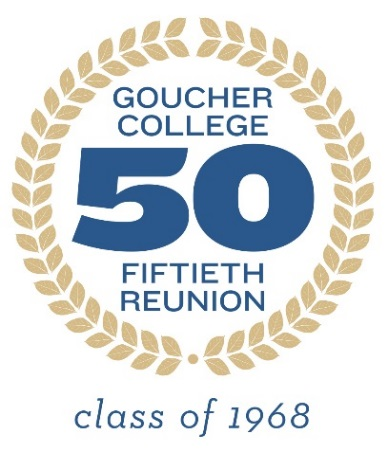 GOUCHER
COLLEGE
50
FIFTIETH
REUNION
class of 1968